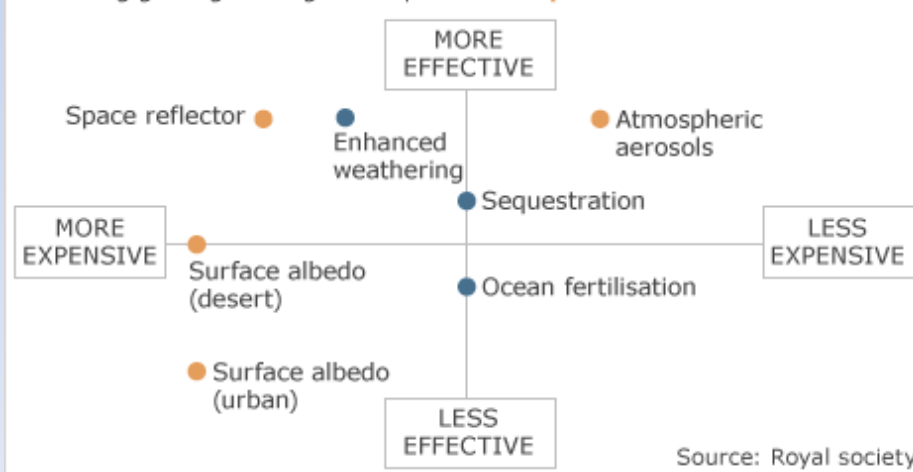 MORE
EFFECTIVE
Space reflector
Enhanced
weathering
Atmospheric
aerosols
Sequestration
MORE
EXPENSIVE
LESS
EXPENSIVE
Surface albedo
(desert)
Ocean fertilisation
Surface albedo
(urban)
LESS
EFFECTIVE
Source: Royal society